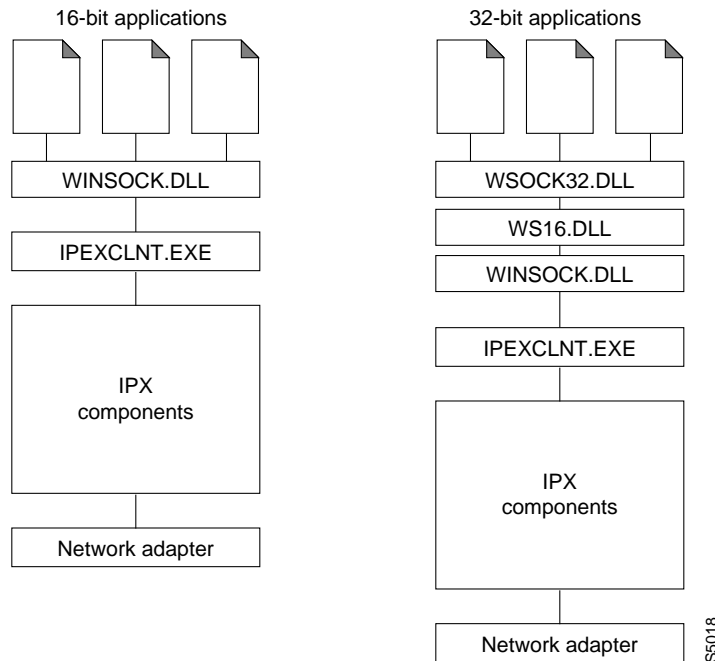 16-bit applications
WINSOCK.DLL
IPEXCLNT.EXE
IPX
components
Network adapter
32-bit applications
WSOCK32.DLL
WS16.DLL
WINSOCK.DLL
IPEXCLNT.EXE
IPX
components
Network adapter
S5018